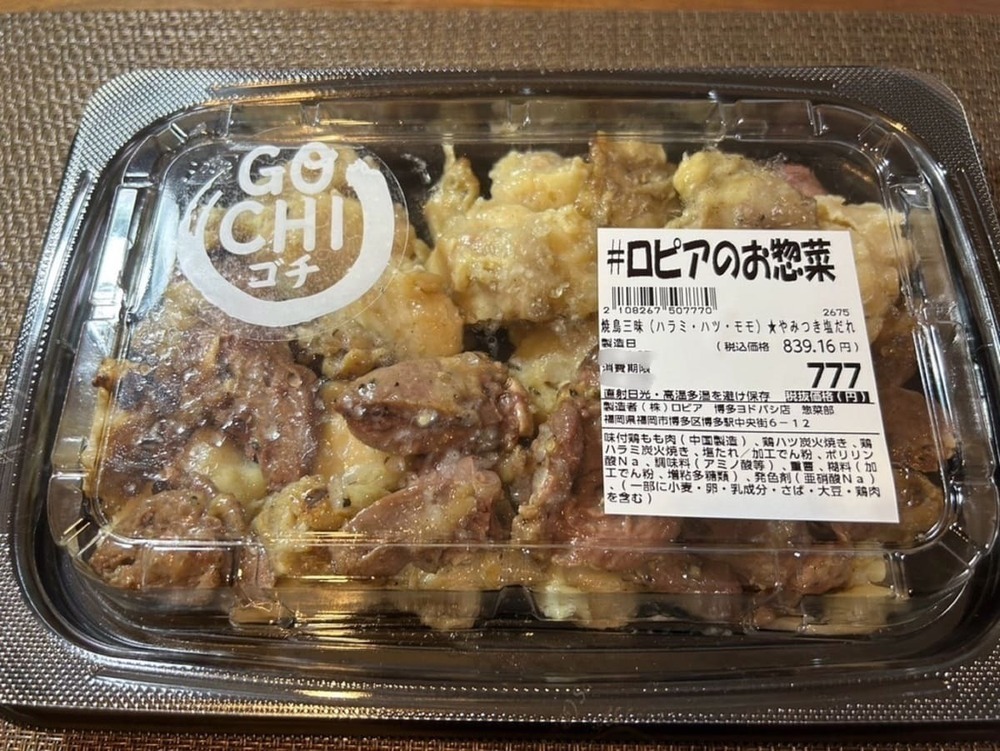 GO
CHI
ゴチ
#ロピアのお惣菜
2 108267 507770
2675
焼鳥三昧(ハラミ・ハツ・モモ)★やみつき塩だれ
製造日 (税込価格 839.16円)
消費期限 777
直射日光・高温多湿を避け保存 税抜価格(円)
製造者(株)ロピア 博多ヨドバシ店 惣菜部
福岡県福岡市博多区博多駅中央街6-12
味付鶏もも肉(中国製造)、鶏ハツ炭火焼き、鶏
ハラミ炭火焼き、塩たれ/加工でん粉、ポリリン
酸Na、調味料(アミノ酸等)、重曹、糊料(加
工でん粉、増粘多糖類)、発色剤(亜硝酸Na)
、(一部に小麦・卵・乳成分・さば・大豆・鶏肉
を含む)